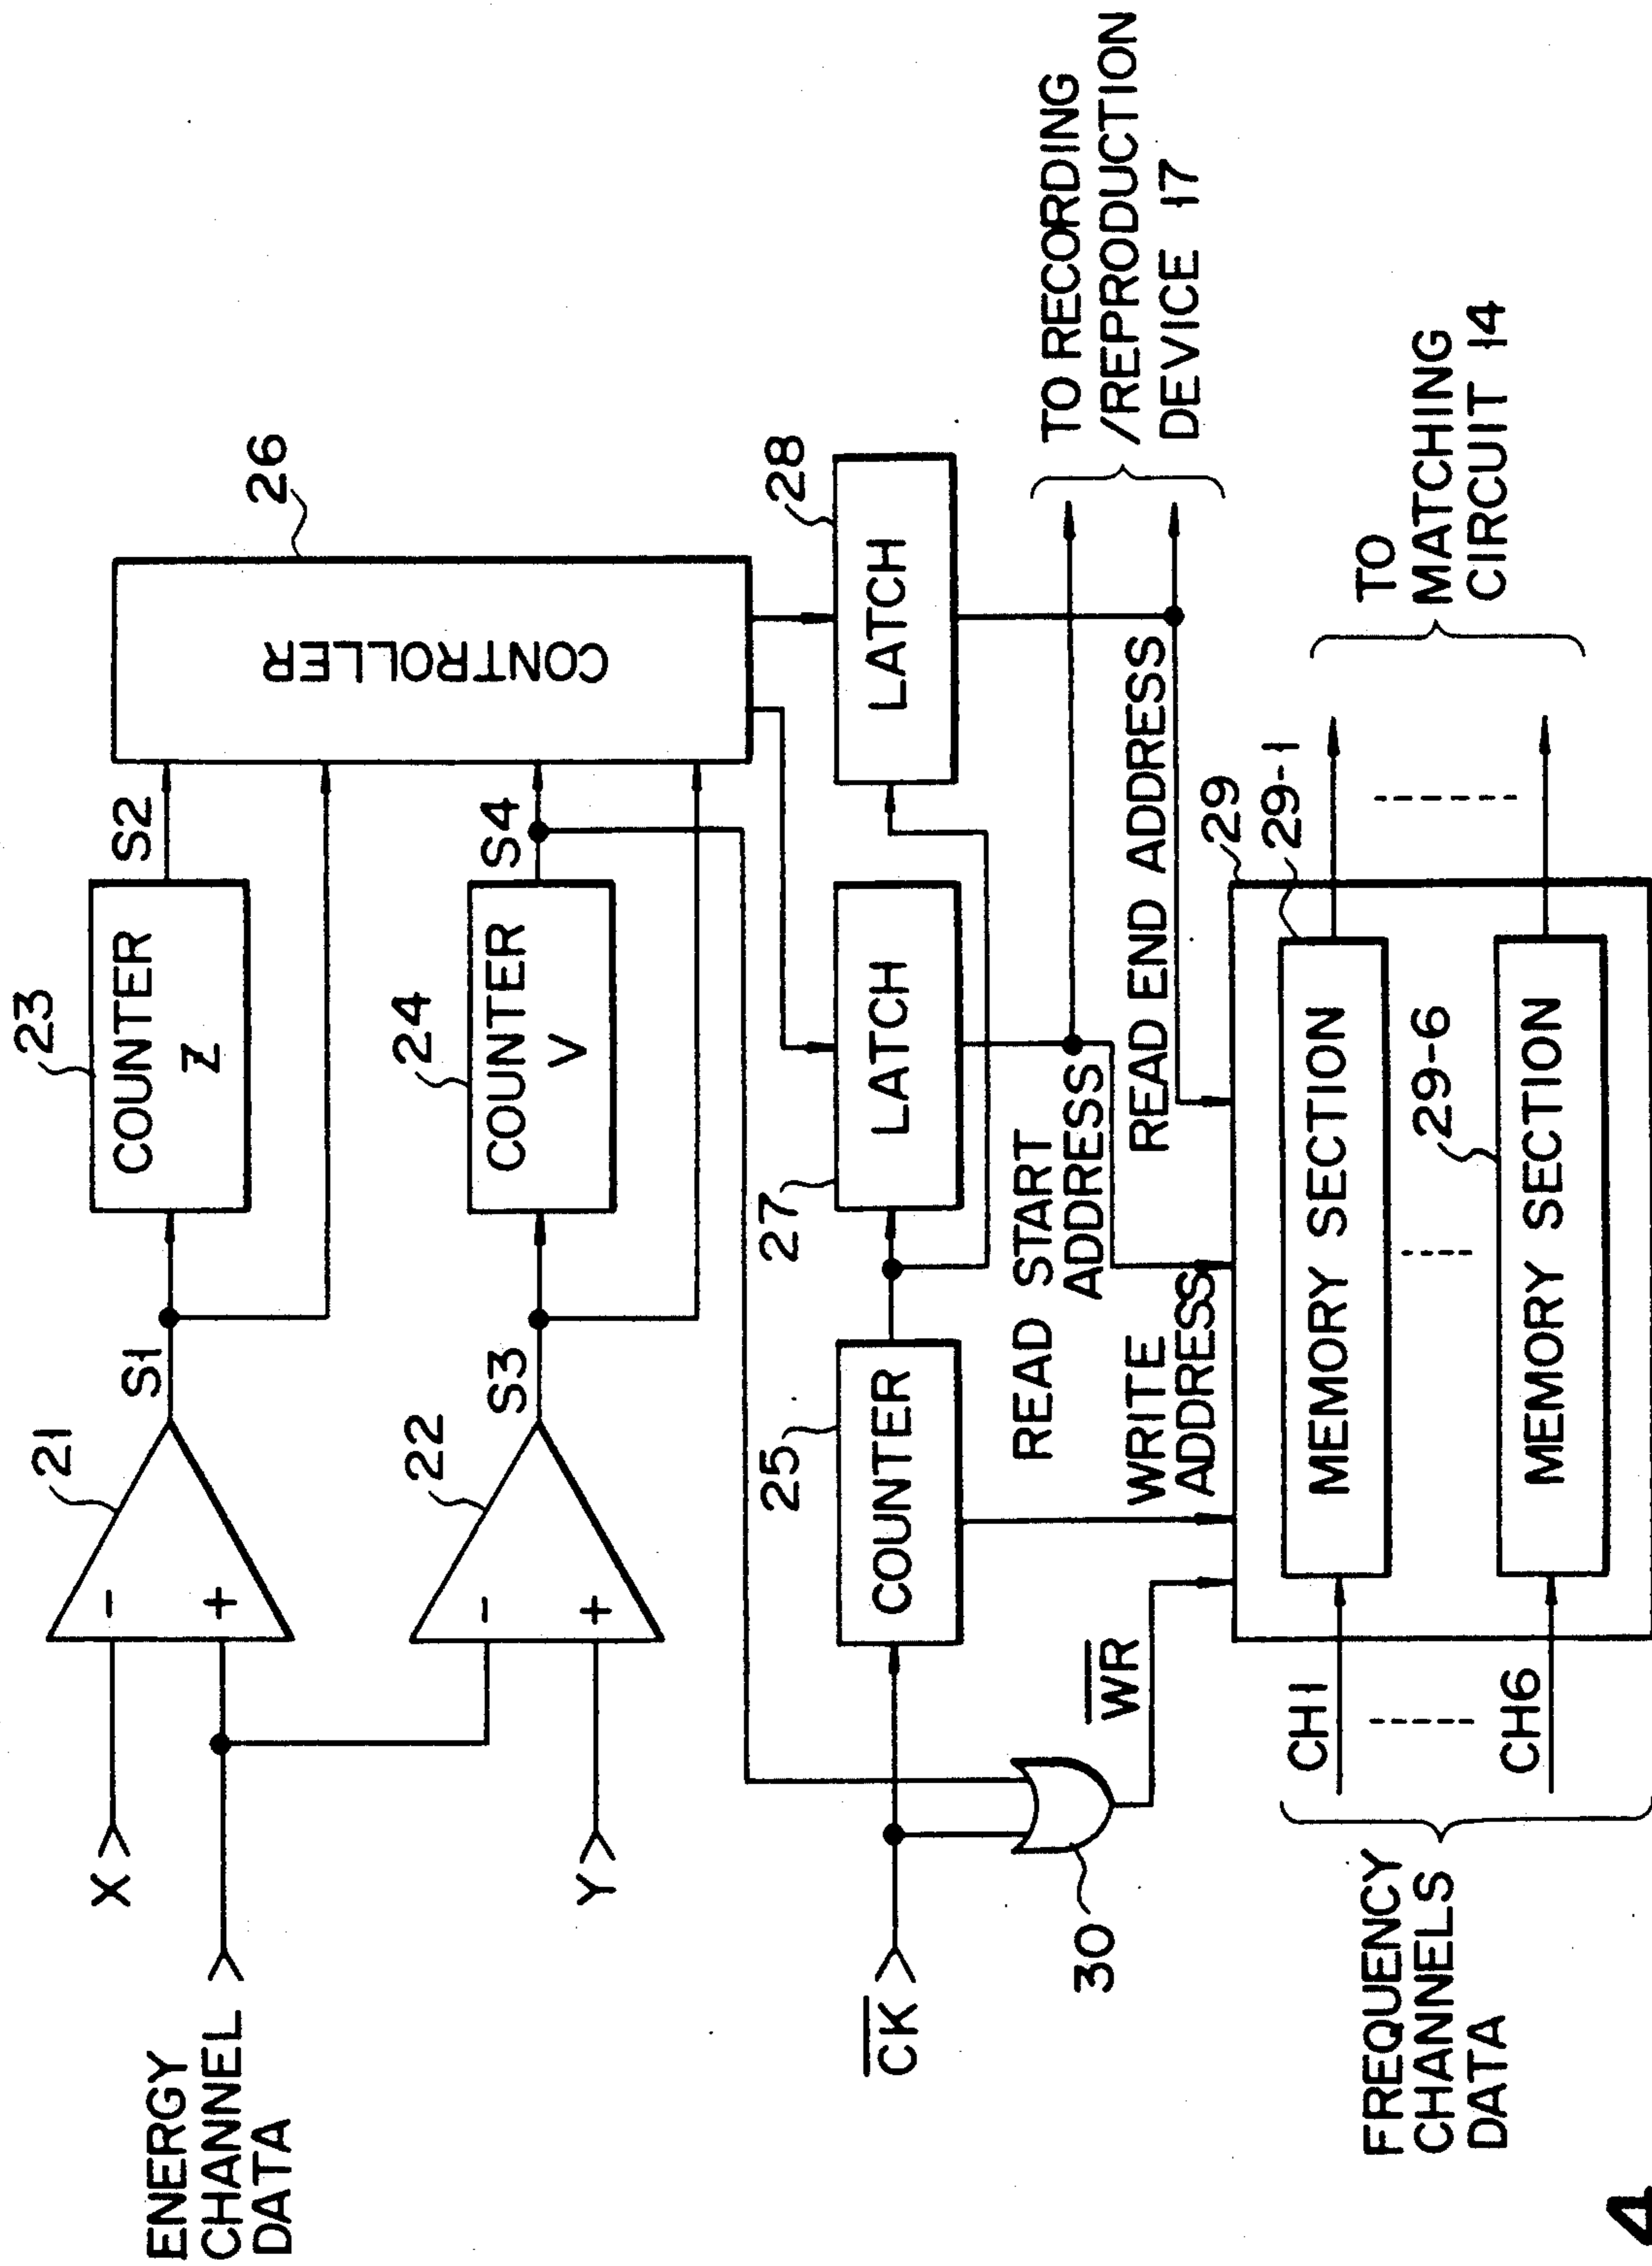 ENERGY
CHANNEL
DATA
X
Y
21
-
+
S1
22
-
+
S3
23
COUNTER
Z
S2
24
COUNTER
V
S4
26
CONTROLLER
CK
30
WR
25
COUNTER
27
LATCH
28
LATCH
READ START
ADDRESS
WRITE
ADDRESS
READ END ADDRESS
TO RECORDING
/REPRODUCTION
DEVICE 17
FREQUENCY
CHANNELS
DATA
CH1
CH6
29
29-1
MEMORY SECTION
29-6
MEMORY SECTION
TO
MATCHING
CIRCUIT 14
4